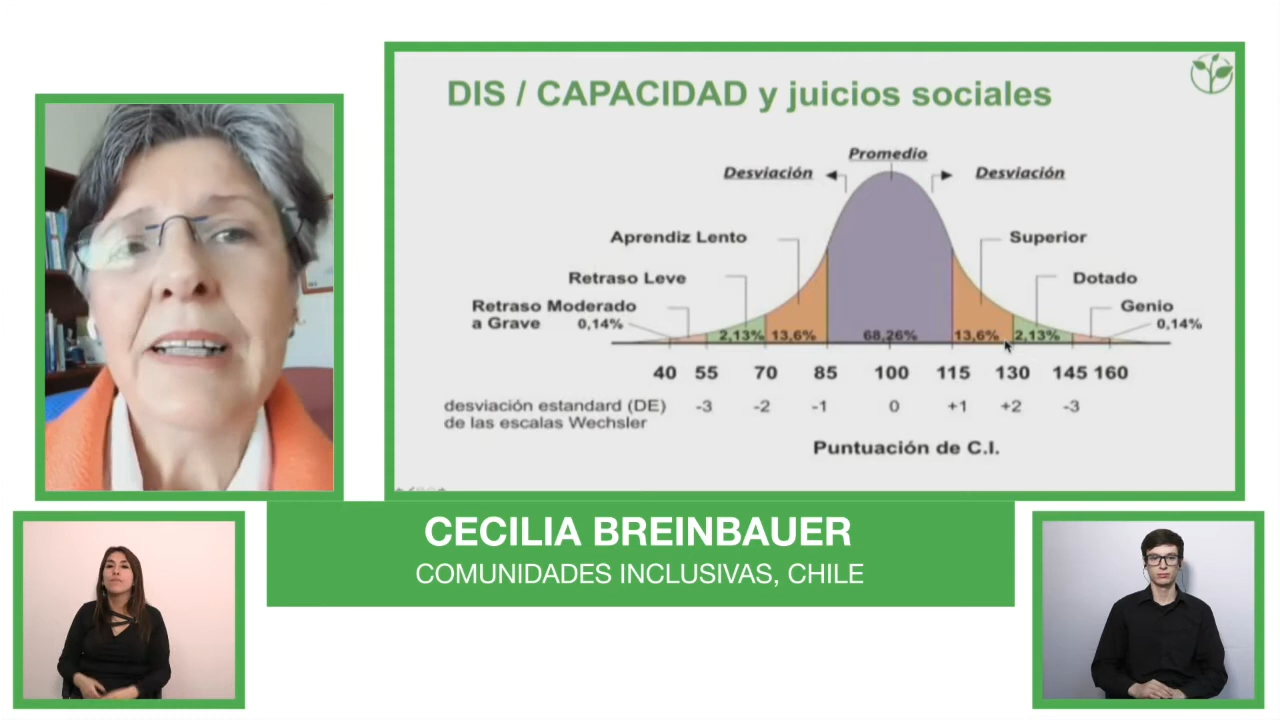 DIS / CAPACIDAD y juicios sociales
Promedio
Desviación
Desviación
Aprendiz Lento
Superior
Retraso Leve
Dotado
Retraso Moderado
a Grave
0,14%
Genio
0,14%
2,13% 13,6% 68,26% 13,6% 2,13%
40 55 70 85 100 115 130 145 160
desviación estandard (DE) -3 -2 -1 0 +1 +2 -3
de las escalas Wechsler
Puntuación de C.I.
CECILIA BREINBAUER
COMUNIDADES INCLUSIVAS, CHILE